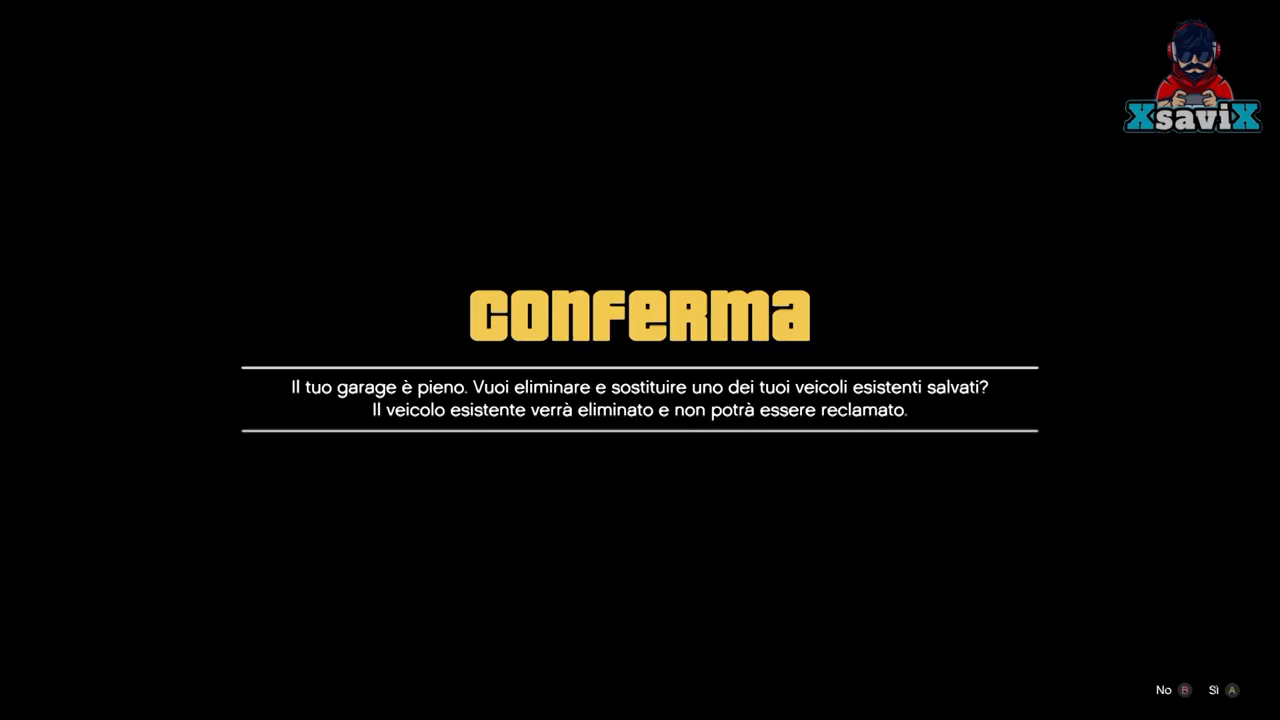 XsaviX
conferma
Il tuo garage è pieno. Vuoi eliminare e sostituire uno dei tuoi veicoli esistenti salvati?
Il veicolo esistente verrà eliminato e non potrà essere reclamato.
No B Sì A